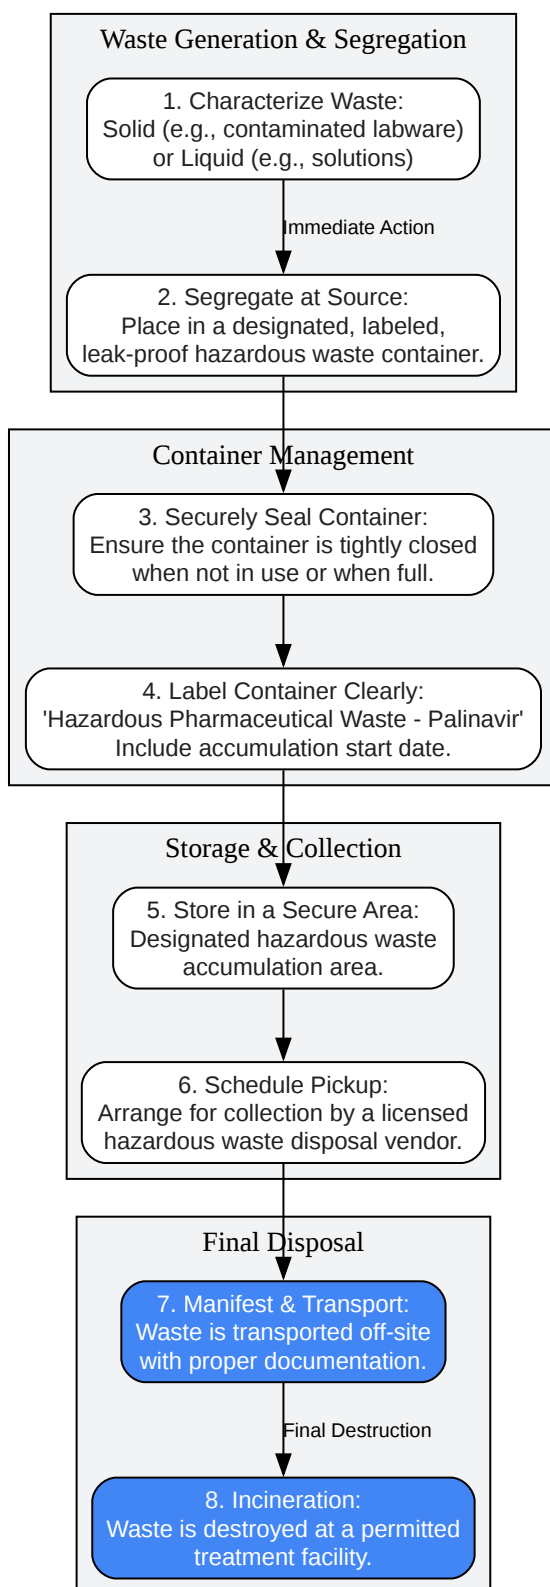 Waste Generation & Segregation
1. Characterize Waste:
Solid (e.g., contaminated labware)
or Liquid (e.g., solutions)
Immediate Action
2. Segregate at Source:
Place in a designated, labeled,
leak-proof hazardous waste container.
Container Management
3. Securely Seal Container:
Ensure the container is tightly closed
when not in use or when full.
4. Label Container Clearly:
'Hazardous Pharmaceutical Waste - Palinavir'
Include accumulation start date.
Storage & Collection
5. Store in a Secure Area:
Designated hazardous waste
accumulation area.
6. Schedule Pickup:
Arrange for collection by a licensed
hazardous waste disposal vendor.
Final Disposal
7. Manifest & Transport:
Waste is transported off-site
with proper documentation.
Final Destruction
8. Incineration:
Waste is destroyed at a permitted
treatment facility.